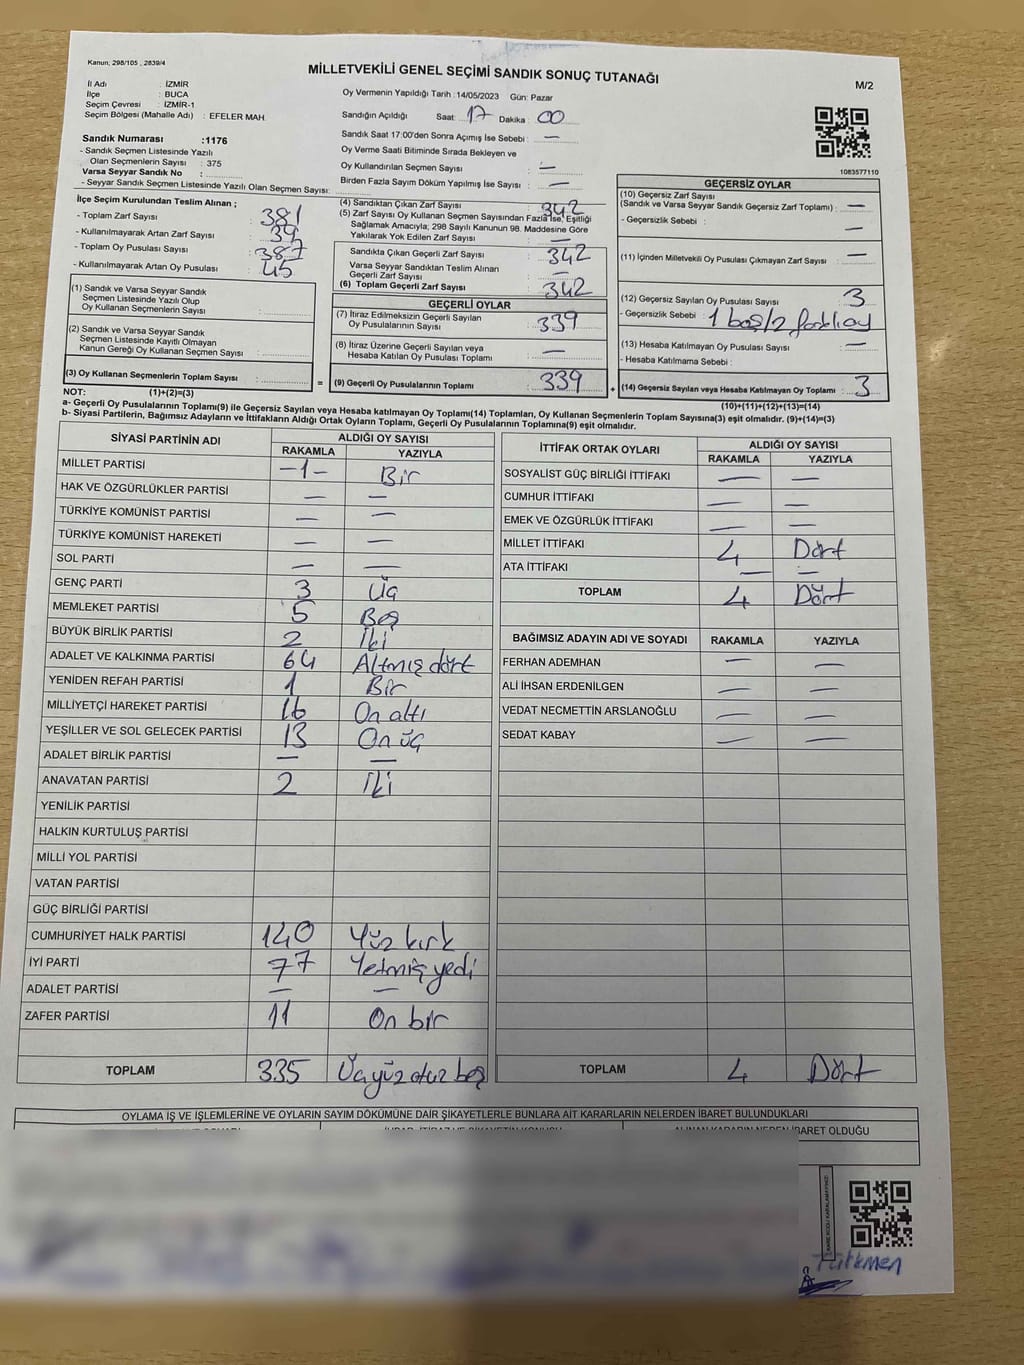 Kanun; 298/105 , 2839/4
MİLLETVEKİLİ GENEL SEÇİMİ SANDIK SONUÇ TUTANAĞI
M/2
İl Adı : İZMİR
İlçe : BUCA
Seçim Çevresi : İZMİR-1
Seçim Bölgesi (Mahalle Adı) : EFELER MAH.
Sandık Numarası :1176
- Sandık Seçmen Listesinde Yazılı
Olan Seçmenlerin Sayısı : 375
Varsa Seyyar Sandık No :
- Seyyar Sandık Seçmen Listesinde Yazılı Olan Seçmen Sayısı:
Oy Vermenin Yapıldığı Tarih :14/05/2023 Gün: Pazar
Sandığın Açıldığı Saat: 17 Dakika : 00
Sandık Saat 17:00'den Sonra Açılmış İse Sebebi : —
Oy Verme Saati Bitiminde Sırada Bekleyen ve
Oy Kullandırılan Seçmen Sayısı : —
Birden Fazla Sayım Döküm Yapılmış İse Sayısı : —
1083577110
İlçe Seçim Kurulundan Teslim Alınan ;
- Toplam Zarf Sayısı : 381
- Kullanılmayarak Artan Zarf Sayısı : 39
- Toplam Oy Pusulası Sayısı : 387
- Kullanılmayarak Artan Oy Pusulası : 45
(1) Sandık ve Varsa Seyyar Sandık
Seçmen Listesinde Yazılı Olup
Oy Kullanan Seçmenlerin Sayısı :
(2) Sandık ve Varsa Seyyar Sandık
Seçmen Listesinde Kayıtlı Olmayan
Kanun Gereği Oy Kullanan Seçmen Sayısı :
(3) Oy Kullanan Seçmenlerin Toplam Sayısı :
(4) Sandıktan Çıkan Zarf Sayısı : 342
(5) Zarf Sayısı Oy Kullanan Seçmen Sayısından Fazla İse, Eşitliği
Sağlamak Amacıyla; 298 Sayılı Kanunun 98. Maddesine Göre
Yakılarak Yok Edilen Zarf Sayısı : —
Sandıkta Çıkan Geçerli Zarf Sayısı : 342
Varsa Seyyar Sandıktan Teslim Alınan
Geçerli Zarf Sayısı : —
(6) Toplam Geçerli Zarf Sayısı : 342
GEÇERLİ OYLAR
(7) İtiraz Edilmeksizin Geçerli Sayılan
Oy Pusulalarının Sayısı : 339
(8) İtiraz Üzerine Geçerli Sayılan veya
Hesaba Katılan Oy Pusulası Toplamı : —
= (9) Geçerli Oy Pusulalarının Toplamı : 339 +
GEÇERSİZ OYLAR
(10) Geçersiz Zarf Sayısı
(Sandık ve Varsa Seyyar Sandık Geçersiz Zarf Toplamı) : —
- Geçersizlik Sebebi : —
(11) İçinden Milletvekili Oy Pusulası Çıkmayan Zarf Sayısı : —
(12) Geçersiz Sayılan Oy Pusulası Sayısı : 3
- Geçersizlik Sebebi : 1 boş/2 farklı oy
(13) Hesaba Katılmayan Oy Pusulası Sayısı : —
- Hesaba Katılmama Sebebi :
(14) Geçersiz Sayılan veya Hesaba Katılmayan Oy Toplamı : 3
NOT: (1)+(2)=(3) (10)+(11)+(12)+(13)=(14)
a- Geçerli Oy Pusulaları Toplamı(9) ile Geçersiz Sayılan veya Hesaba katılmayan Oy Toplamı(14) Toplamları, Oy Kullanan Seçmenlerin Toplam Sayısına(3) eşit olmalıdır. (9)+(14)=(3)
b- Siyasi Partilerin, Bağımsız Adayların ve İttifakların Aldığı Ortak Oyların Toplamı, Geçerli Oy Pusulalarının Toplamına(9) eşit olmalıdır.
SİYASİ PARTİNİN ADI ALDIĞI OY SAYISI
RAKAMLA YAZIYLA
MİLLET PARTİSİ -1- Bir
HAK VE ÖZGÜRLÜKLER PARTİSİ — —
TÜRKİYE KOMÜNİST PARTİSİ — —
TÜRKİYE KOMÜNİST HAREKETİ — —
SOL PARTİ — —
GENÇ PARTİ 3 Üç
MEMLEKET PARTİSİ 5 Beş
BÜYÜK BİRLİK PARTİSİ 2 İki
ADALET VE KALKINMA PARTİSİ 64 Altmış dört
YENİDEN REFAH PARTİSİ 1 Bir
MİLLİYETÇİ HAREKET PARTİSİ 16 On altı
YEŞİLLER VE SOL GELECEK PARTİSİ 13 On üç
ADALET BİRLİK PARTİSİ — —
ANAVATAN PARTİSİ 2 İki
YENİLİK PARTİSİ
HALKIN KURTULUŞ PARTİSİ
MİLLİ YOL PARTİSİ
VATAN PARTİSİ
GÜÇ BİRLİĞİ PARTİSİ
CUMHURİYET HALK PARTİSİ 140 Yüz kırk
İYİ PARTİ 77 Yetmiş yedi
ADALET PARTİSİ — —
ZAFER PARTİSİ 11 On bir
TOPLAM 335 Üçyüz otuz beş
İTTİFAK ORTAK OYLARI ALDIĞI OY SAYISI
RAKAMLA YAZIYLA
SOSYALİST GÜÇ BİRLİĞİ İTTİFAKI — —
CUMHUR İTTİFAKI — —
EMEK VE ÖZGÜRLÜK İTTİFAKI — —
MİLLET İTTİFAKI 4 Dört
ATA İTTİFAKI — —
TOPLAM 4 Dört
BAĞIMSIZ ADAYIN ADI VE SOYADI RAKAMLA YAZIYLA
FERHAN ADEMHAN — —
ALİ İHSAN ERDENİLGEN — —
VEDAT NECMETTİN ARSLANOĞLU — —
SEDAT KABAY — —
TOPLAM 4 Dört
OYLAMA İŞ VE İŞLEMLERİNE VE OYLARIN SAYIM DÖKÜMÜNE DAİR ŞİKAYETLERLE BUNLARA AİT KARARLARIN NELERDEN İBARET BULUNDUKLARI
ALINAN KARARIN NEDEN İBARET OLDUĞU
Türkmen